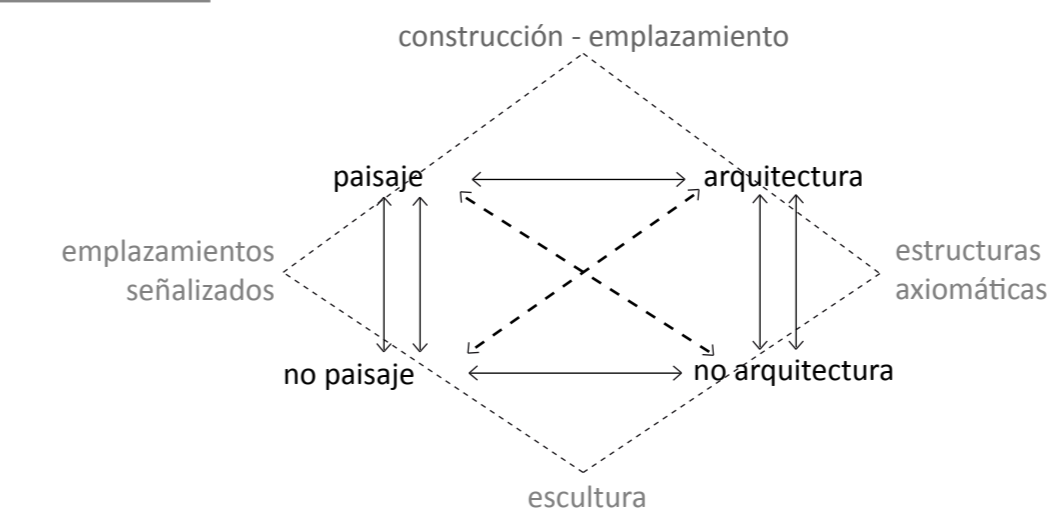 construcción - emplazamiento
paisaje
arquitectura
emplazamientos
señalizados
estructuras
axiomáticas
no paisaje
no arquitectura
escultura